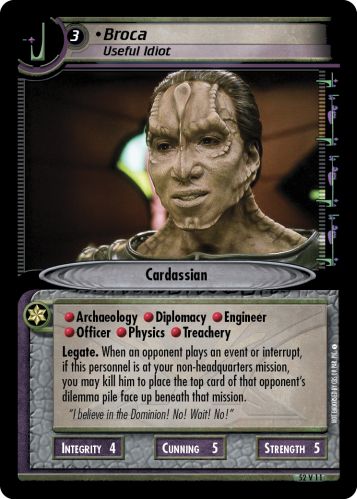 3 • Broca
Useful Idiot
Cardassian
• Archaeology • Diplomacy • Engineer
• Officer • Physics • Treachery
Legate. When an opponent plays an event or interrupt,
if this personnel is at your non-headquarters mission,
you may kill him to place the top card of that opponent's
dilemma pile face up beneath that mission.
"I believe in the Dominion! No! Wait! No!"
INTEGRITY 4 CUNNING 5 STRENGTH 5
52 V 11